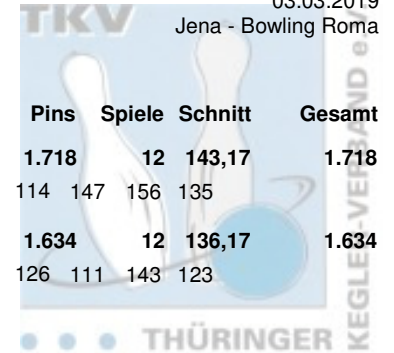 03.03.2019
TKV
Jena - Bowling Roma
Pins Spiele Schnitt Gesamt
1.718 12 143,17 1.718
114 147 156 135
1.634 12 136,17 1.634
126 111 143 123
THÜRINGER
KEGLER-VERBAND e.V.